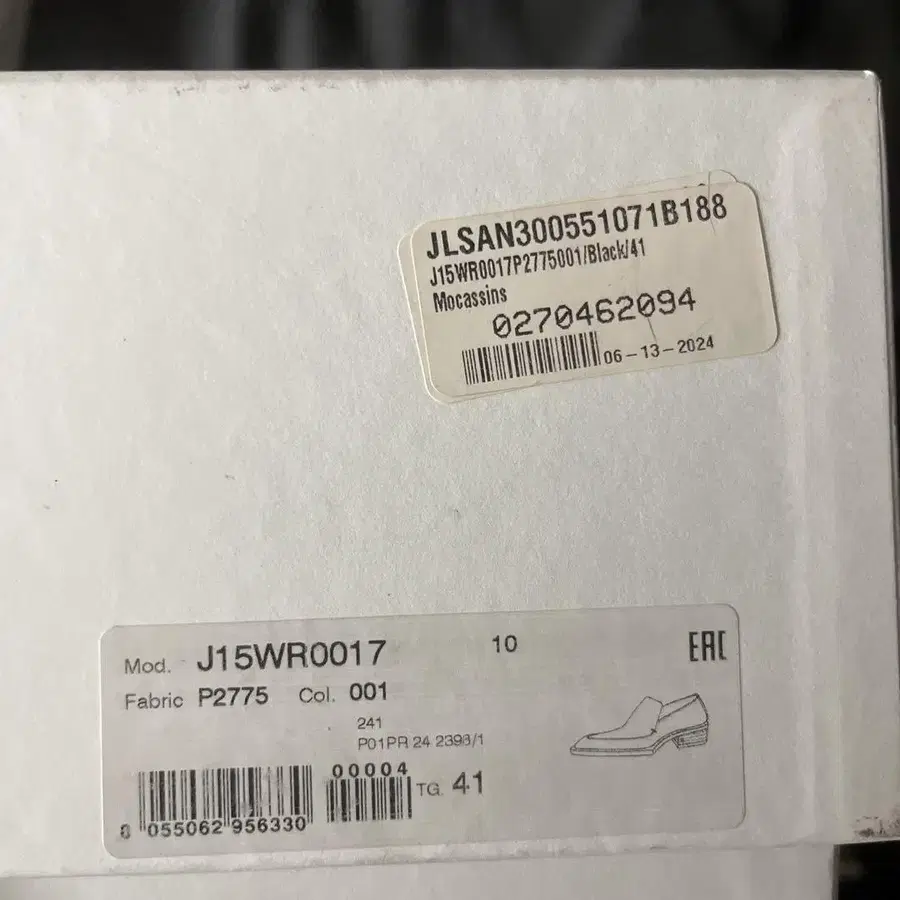 JLSAN300551071B188
J15WR0017P2775001/Black/41
Mocassins
0270462094
06-13-2024
Mod. J15WR0017 10 EAC
Fabric P2775 Col. 001
241
P01PR 24 2398/1
00004
TG. 41
8 055062 956330